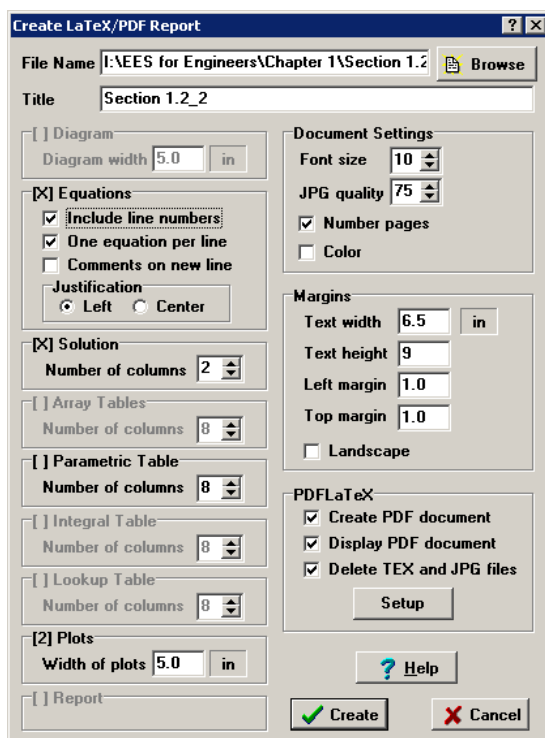 Create LaTeX/PDF Report
File Name I:\EES for Engineers\Chapter 1\Section 1.2 Browse
Title Section 1.2_2
[ ] Diagram
Diagram width 5.0 in
[X] Equations
Include line numbers
One equation per line
Comments on new line
Justification
Left Center
[X] Solution
Number of columns 2
[ ] Array Tables
Number of columns 8
[ ] Parametric Table
Number of columns 8
[ ] Integral Table
Number of columns 8
[ ] Lookup Table
Number of columns 8
[2] Plots
Width of plots 5.0 in
[ ] Report
Document Settings
Font size 10
JPG quality 75
Number pages
Color
Margins
Text width 6.5 in
Text height 9
Left margin 1.0
Top margin 1.0
Landscape
PDFLaTeX
Create PDF document
Display PDF document
Delete TEX and JPG files
Setup
? Help
Create Cancel